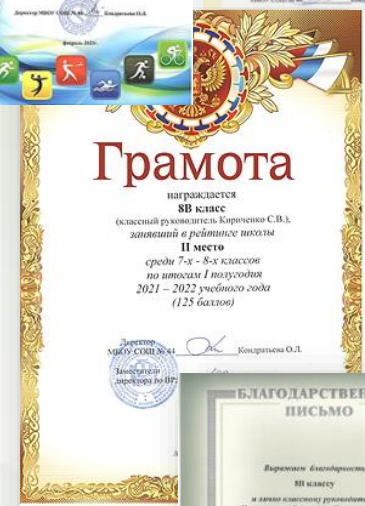 Директор МБОУ СОШ № 44 Кондратьева О.Л.
февраль 2021г.
Грамота
награждается
8В класс
(классный руководитель Кириченко С.В.),
занявший в рейтинге школы
II место
среди 7-х - 8-х классов
по итогам I полугодия
2021 – 2022 учебного года
(125 баллов)
Директор
МБОУ СОШ № 44 Кондратьева О.Л.
Заместитель
директора по ВР:
БЛАГОДАРСТВЕН
ПИСЬМО
Выражаем благодарность
8В классу
и лично классному руководителю